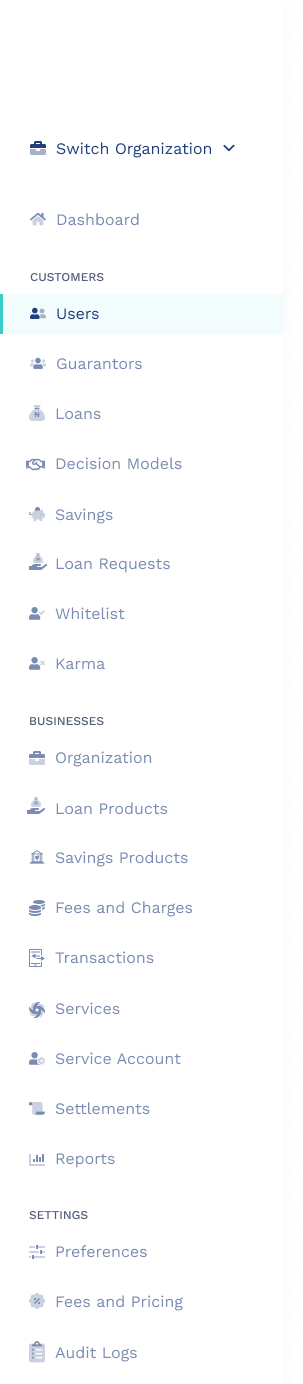 Switch Organization
Dashboard
CUSTOMERS
Users
Guarantors
Loans
Decision Models
Savings
Loan Requests
Whitelist
Karma
BUSINESSES
Organization
Loan Products
Savings Products
Fees and Charges
Transactions
Services
Service Account
Settlements
Reports
SETTINGS
Preferences
Fees and Pricing
Audit Logs